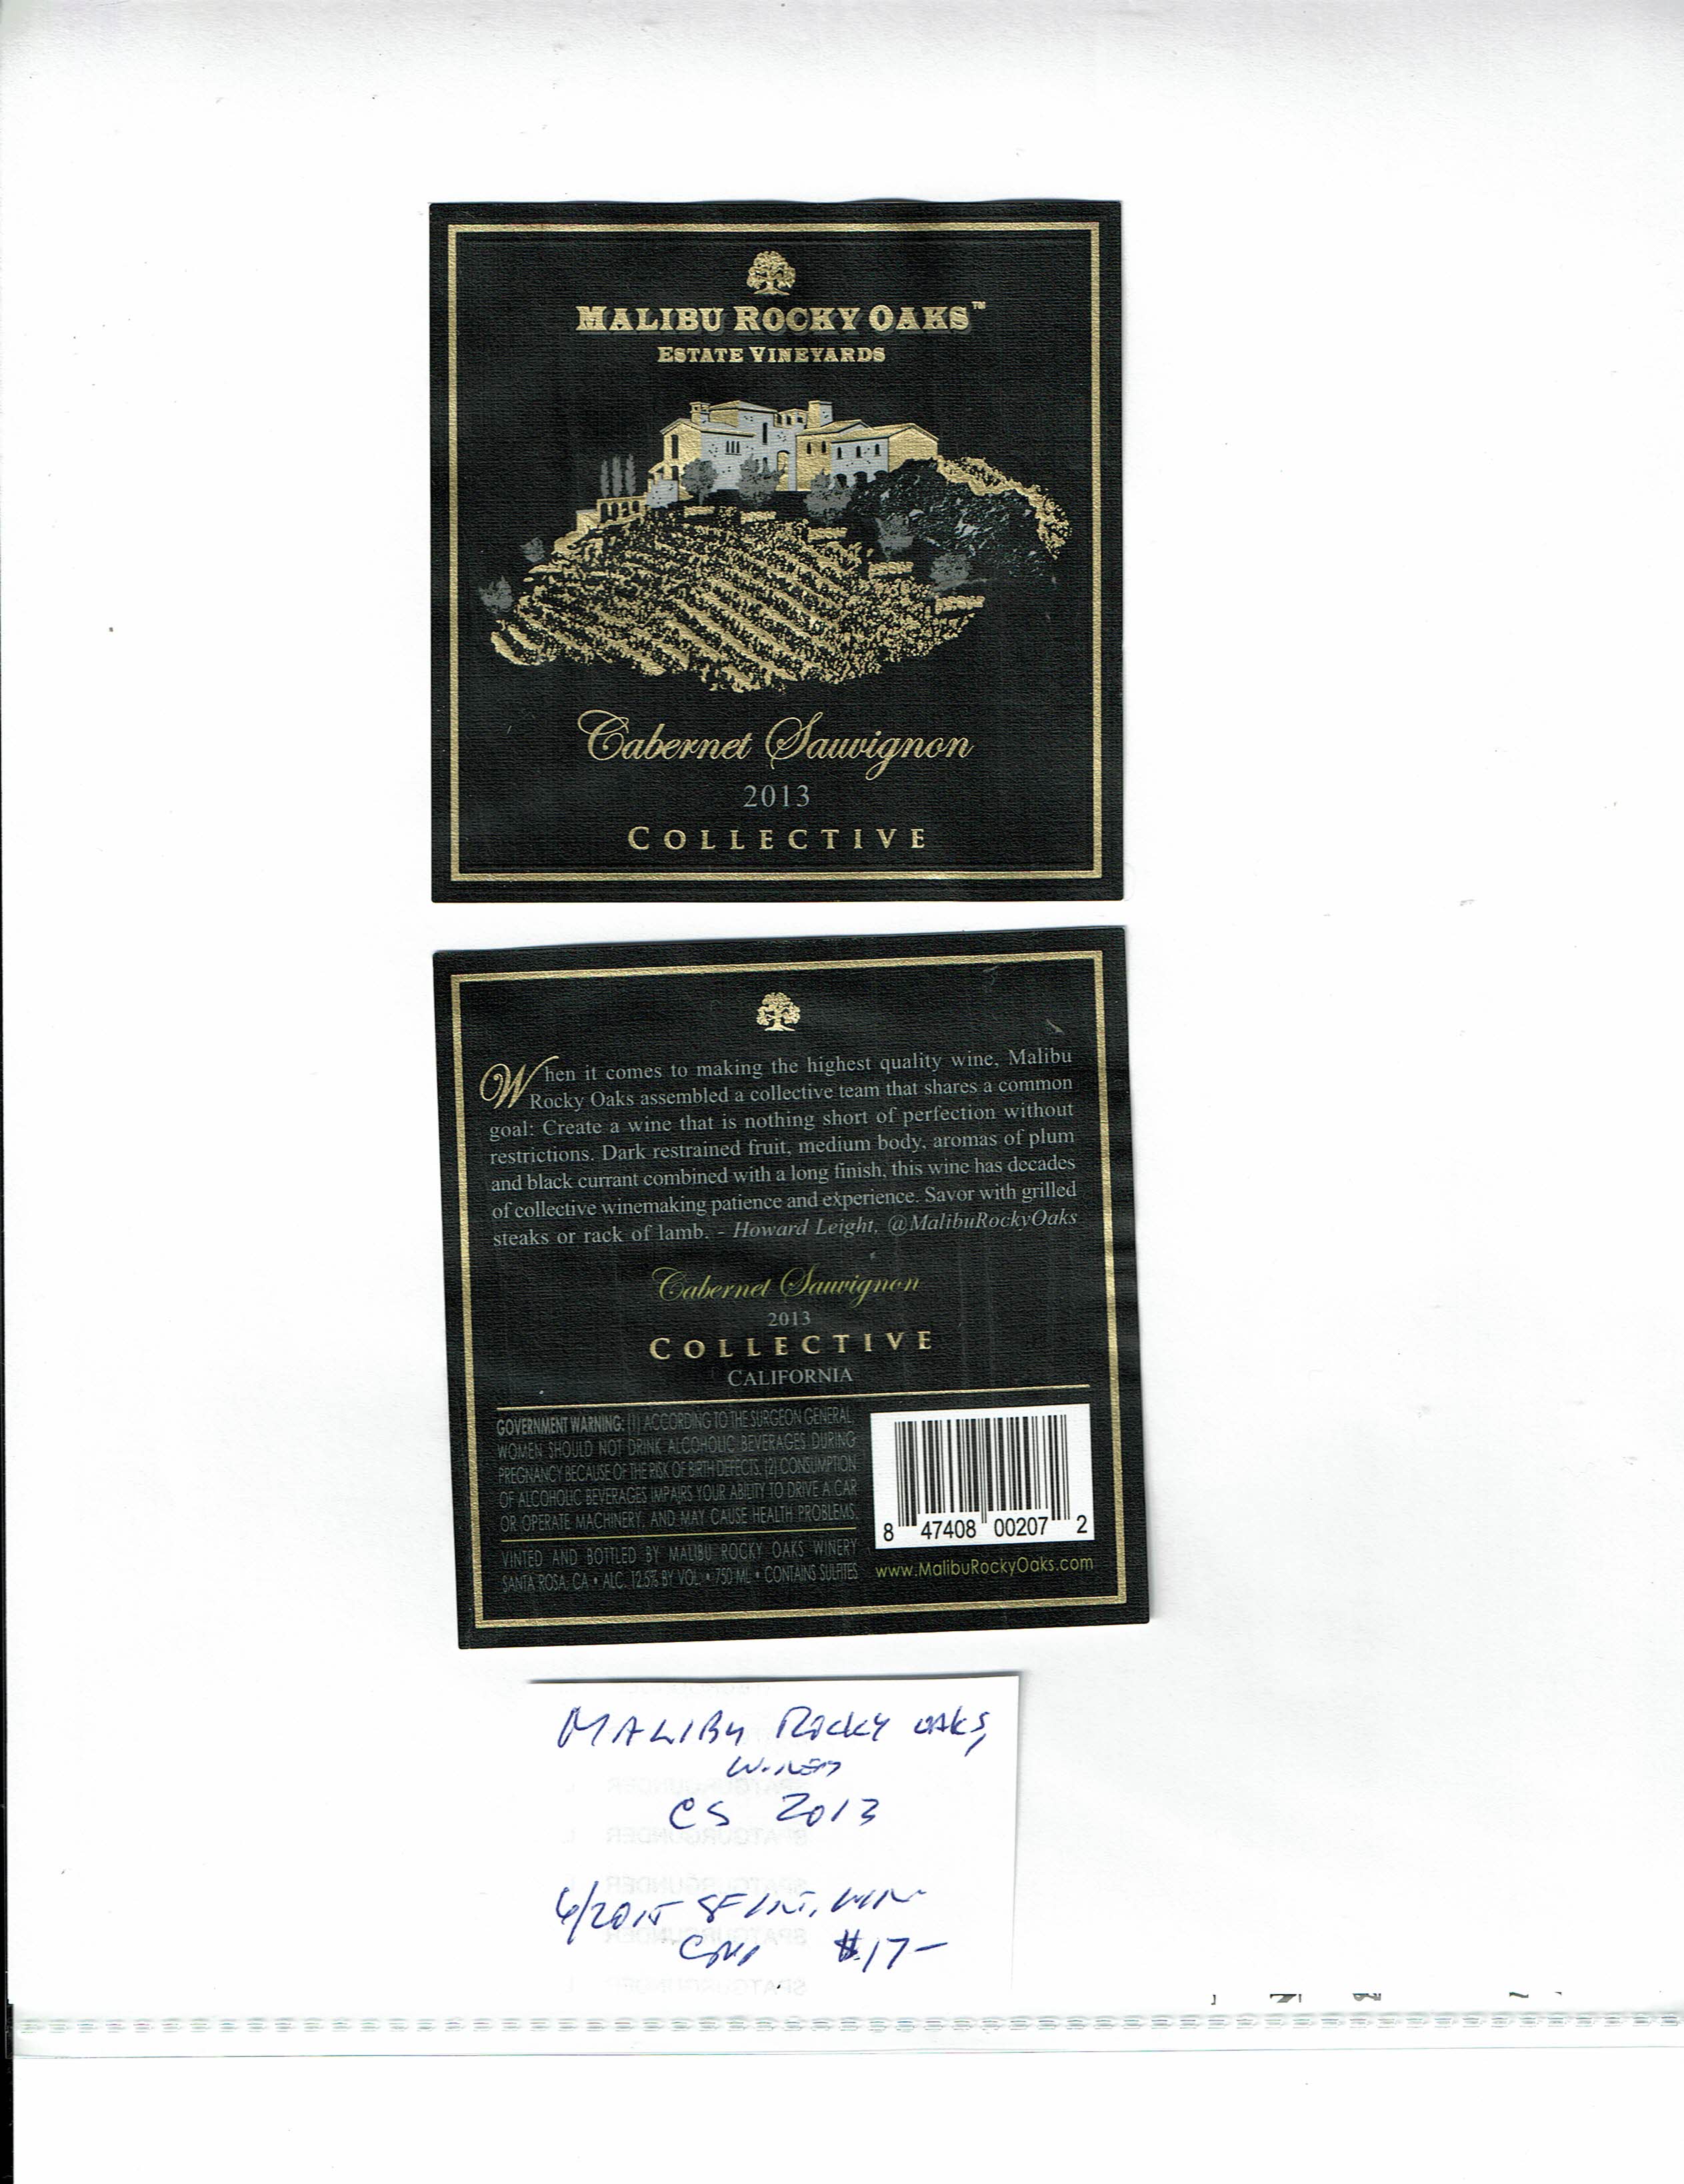 MALIBU ROCKY OAKS™
ESTATE VINEYARDS
Cabernet Sauvignon
2013
COLLECTIVE
When it comes to making the highest quality wine, Malibu
Rocky Oaks assembled a collective team that shares a common
goal: Create a wine that is nothing short of perfection without
restrictions. Dark restrained fruit, medium body, aromas of plum
and black currant combined with a long finish, this wine has decades
of collective winemaking patience and experience. Savor with grilled
steaks or rack of lamb. - Howard Leight, @MalibuRockyOaks
Cabernet Sauvignon
2013
COLLECTIVE
CALIFORNIA
GOVERNMENT WARNING: (1) ACCORDING TO THE SURGEON GENERAL,
WOMEN SHOULD NOT DRINK ALCOHOLIC BEVERAGES DURING
PREGNANCY BECAUSE OF THE RISK OF BIRTH DEFECTS. (2) CONSUMPTION
OF ALCOHOLIC BEVERAGES IMPAIRS YOUR ABILITY TO DRIVE A CAR
OR OPERATE MACHINERY, AND MAY CAUSE HEALTH PROBLEMS.
VINTED AND BOTTLED BY MALIBU ROCKY OAKS WINERY
SANTA ROSA, CA • ALC. 12.5% BY VOL. • 750 ML • CONTAINS SULFITES
8 47408 00207 2
www.MalibuRockyOaks.com
MALIBU ROCKY OAKS,
CS 2013
6/2015 SF INT. WIN
$17-